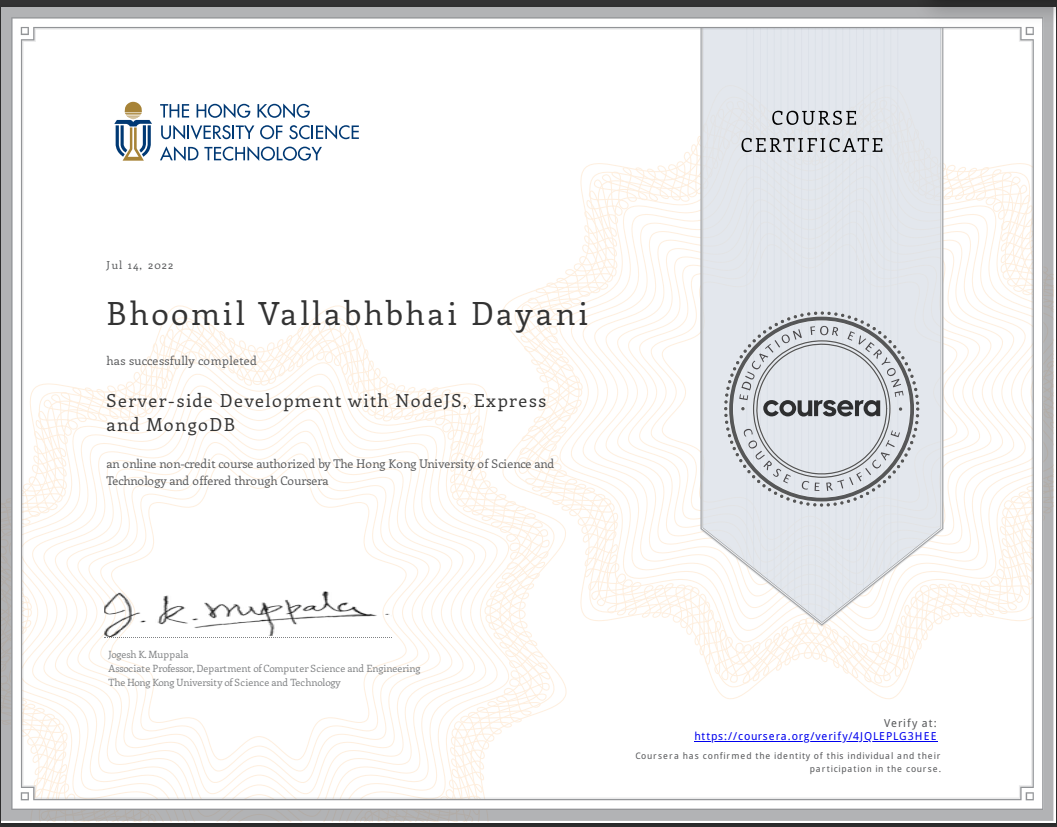 THE HONG KONG
UNIVERSITY OF SCIENCE
AND TECHNOLOGY
COURSE
CERTIFICATE
Jul 14, 2022
Bhoomil Vallabhbhai Dayani
has successfully completed
Server-side Development with NodeJS, Express
and MongoDB
an online non-credit course authorized by The Hong Kong University of Science and
Technology and offered through Coursera
EDUCATION FOR EVERYONE
coursera
COURSE CERTIFICATE
J. K. Muppala
Jogesh K. Muppala
Associate Professor, Department of Computer Science and Engineering
The Hong Kong University of Science and Technology
Verify at:
https://coursera.org/verify/4JQLEPLG3HEE
Coursera has confirmed the identity of this individual and their
participation in the course.